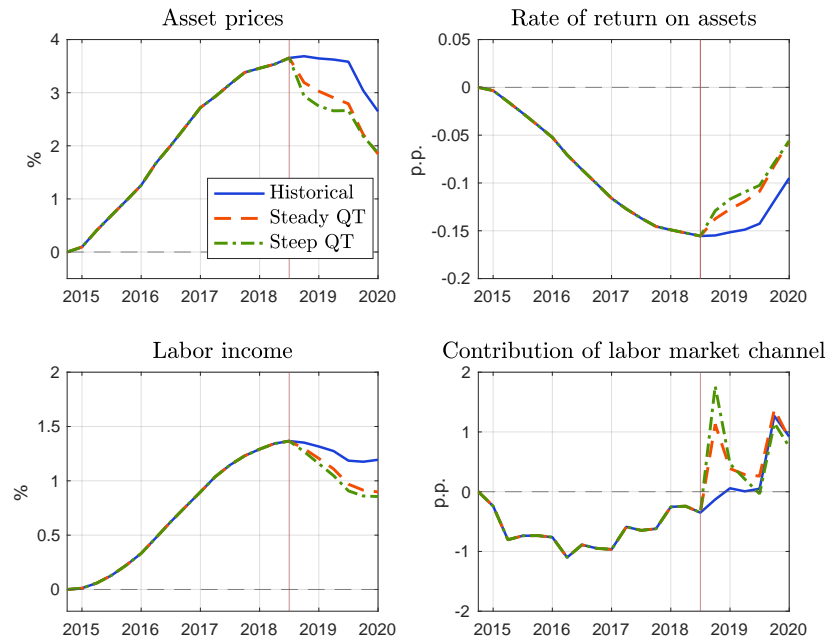 Asset prices
4
3
2
1
0
%
Historical
Steady QT
Steep QT
2015 2016 2017 2018 2019 2020
Rate of return on assets
0.05
0
-0.05
-0.1
-0.15
-0.2
p.p.
2015 2016 2017 2018 2019 2020
Labor income
2
1.5
1
0.5
0
%
2015 2016 2017 2018 2019 2020
Contribution of labor market channel
2
1
0
-1
-2
p.p.
2015 2016 2017 2018 2019 2020